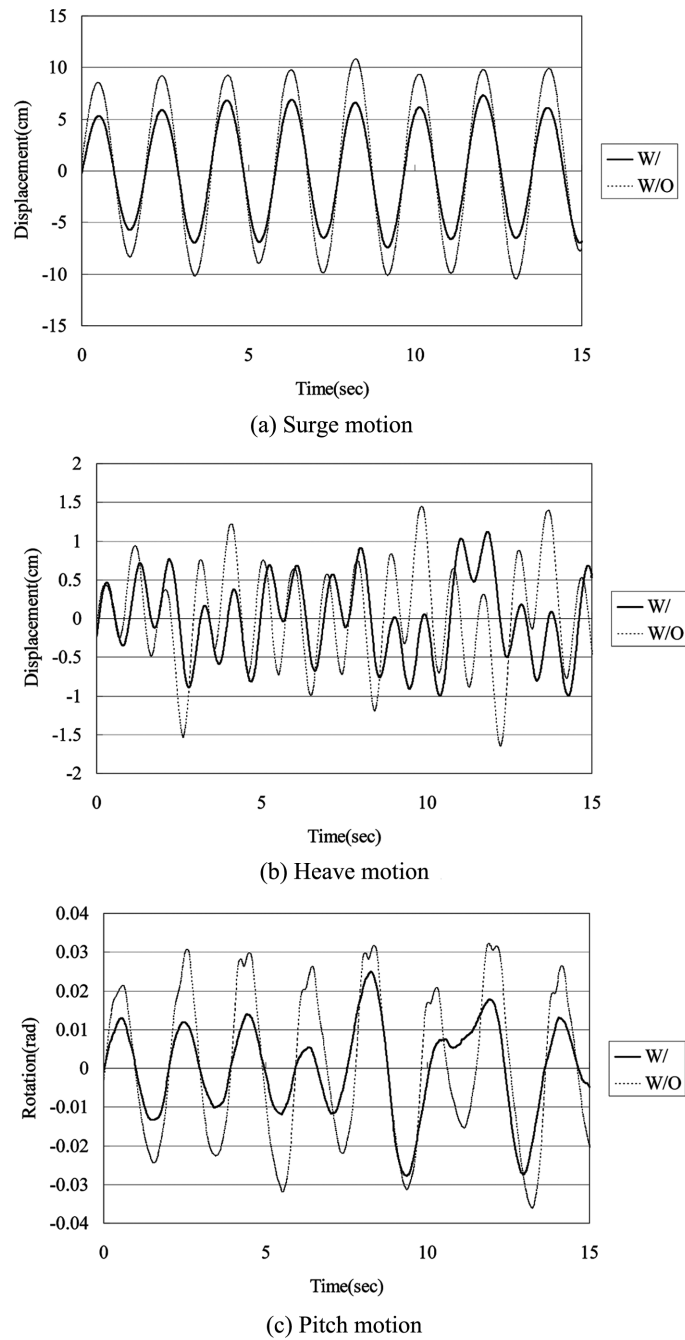 15
10
5
0
-5
-10
-15
Displacement(cm)
0
5
10
15
Time(sec)
W/
W/O
(a) Surge motion
2
1.5
1
0.5
0
-0.5
-1
-1.5
-2
Displacement(cm)
0
5
10
15
Time(sec)
W/
W/O
(b) Heave motion
0.04
0.03
0.02
0.01
0
-0.01
-0.02
-0.03
-0.04
Rotation(rad)
0
5
10
15
Time(sec)
W/
W/O
(c) Pitch motion